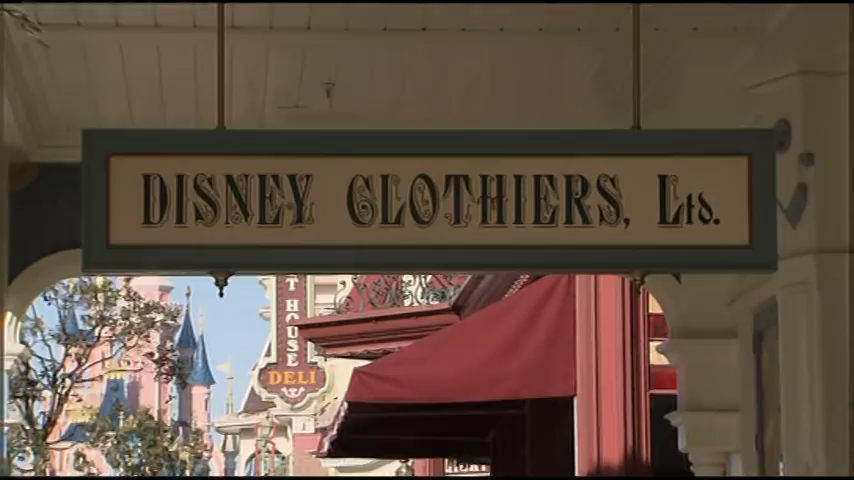 DISNEY CLOTHIERS, Ltd.
T HOUSE
DELI